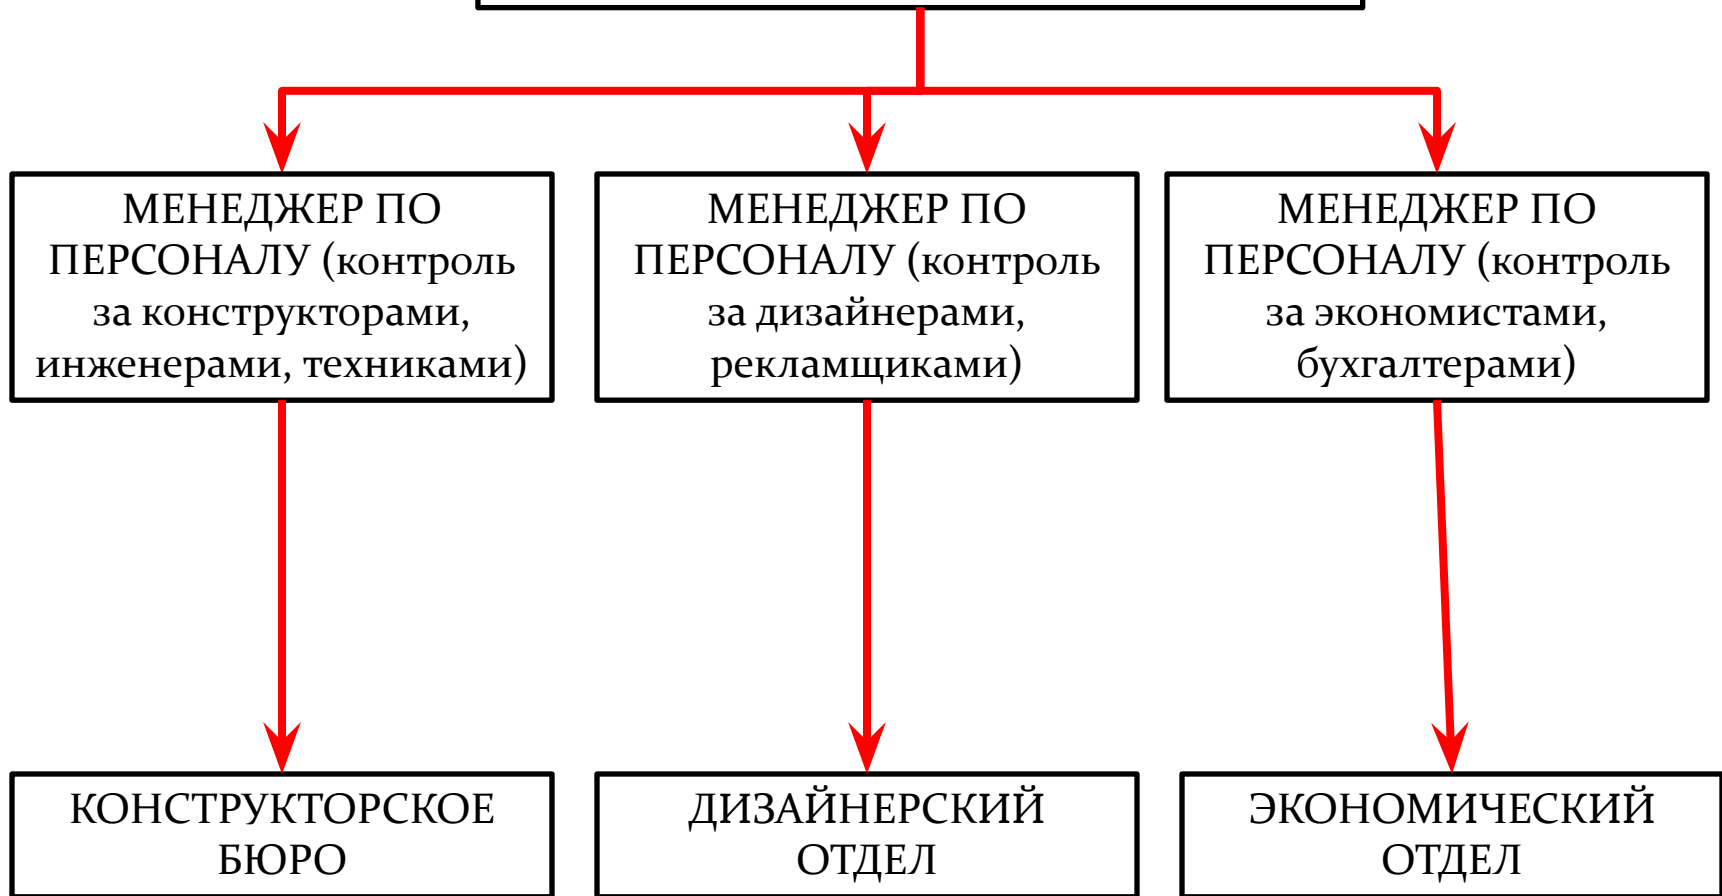 МЕНЕДЖЕР ПО
ПЕРСОНАЛУ (контроль
за конструкторами,
инженерами, техниками)
МЕНЕДЖЕР ПО
ПЕРСОНАЛУ (контроль
за дизайнерами,
рекламщиками)
МЕНЕДЖЕР ПО
ПЕРСОНАЛУ (контроль
за экономистами,
бухгалтерами)
КОНСТРУКТОРСКОЕ
БЮРО
ДИЗАЙНЕРСКИЙ
ОТДЕЛ
ЭКОНОМИЧЕСКИЙ
ОТДЕЛ